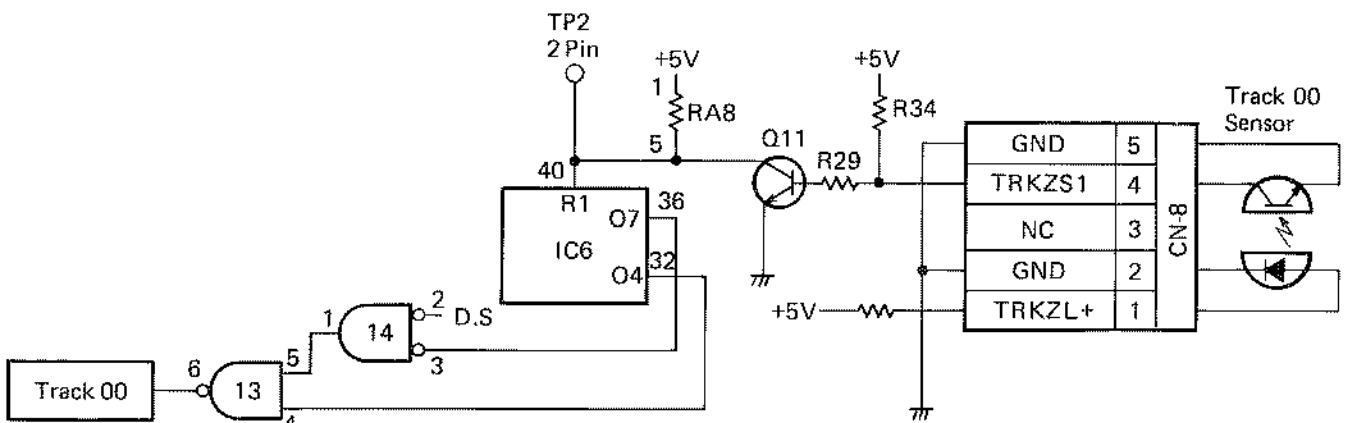 TP2
2 Pin
+5V
1
RA8
5
+5V
R34
Q11
R29
Track 00
Sensor
GND 5
TRKZS1 4
NC 3
GND 2
TRKZL+ 1
CN-8
+5V
40
R1
O7 36
IC6
O4 32
1
14
2
D.S
3
6
13
5
4
Track 00